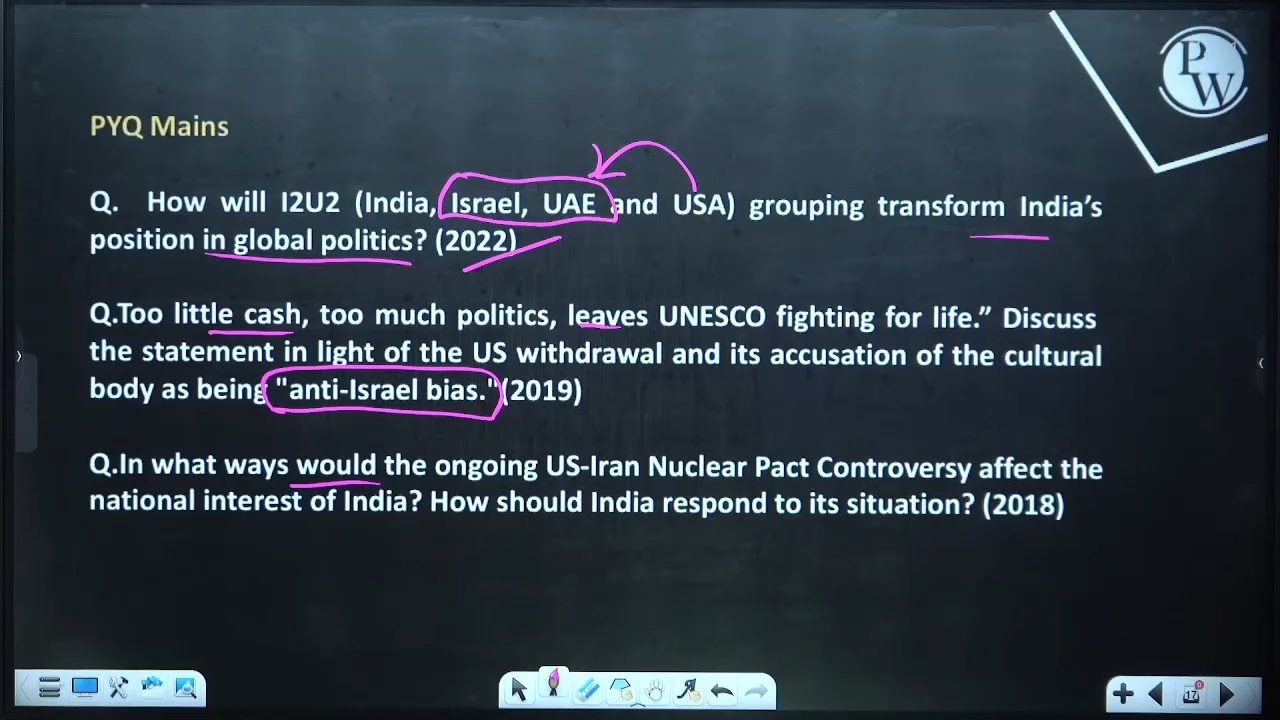 PW
PYQ Mains
Q. How will I2U2 (India, Israel, UAE and USA) grouping transform India's
position in global politics? (2022)
Q.Too little cash, too much politics, leaves UNESCO fighting for life.” Discuss
the statement in light of the US withdrawal and its accusation of the cultural
body as being "anti-Israel bias."(2019)
Q.In what ways would the ongoing US-Iran Nuclear Pact Controversy affect the
national interest of India? How should India respond to its situation? (2018)
17